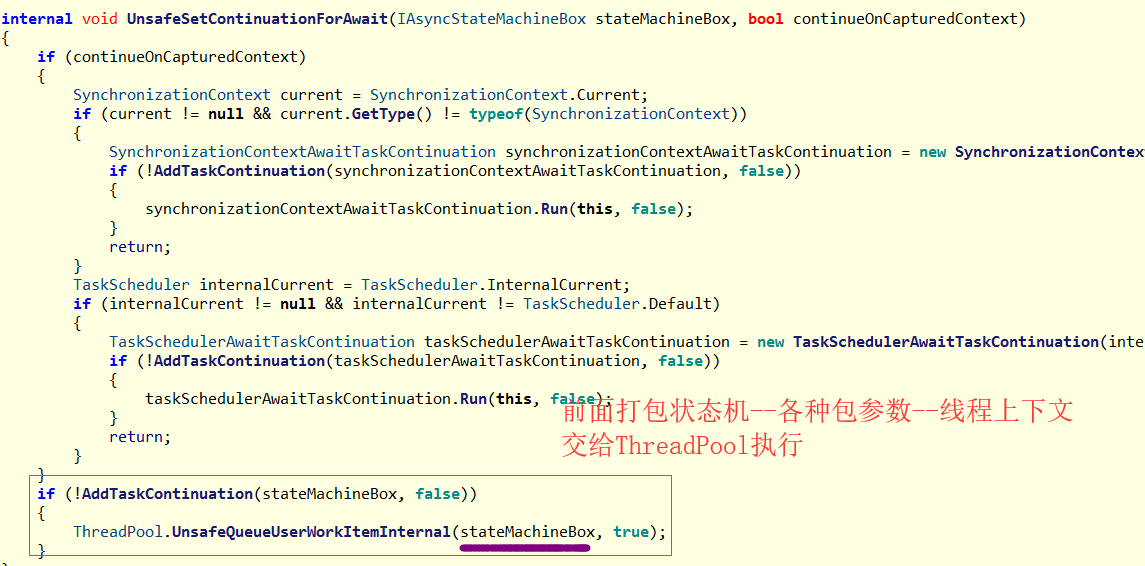 internal void UnsafeSetContinuationForAwait(IAsyncStateMachineBox stateMachineBox, bool continueOnCapturedContext)
{
if (continueOnCapturedContext)
{
SynchronizationContext current = SynchronizationContext.Current;
if (current != null && current.GetType() != typeof(SynchronizationContext))
{
SynchronizationContextAwaitTaskContinuation synchronizationContextAwaitTaskContinuation = new SynchronizationContex
if (!AddTaskContinuation(synchronizationContextAwaitTaskContinuation, false))
{
synchronizationContextAwaitTaskContinuation.Run(this, false);
}
return;
}
TaskScheduler internalCurrent = TaskScheduler.InternalCurrent;
if (internalCurrent != null && internalCurrent != TaskScheduler.Default)
{
TaskSchedulerAwaitTaskContinuation taskSchedulerAwaitTaskContinuation = new TaskSchedulerAwaitTaskContinuation(inte
if (!AddTaskContinuation(taskSchedulerAwaitTaskContinuation, false))
{
taskSchedulerAwaitTaskContinuation.Run(this, false);
前面打包状态机--各种包参数--线程上下文
}
return;
交给ThreadPool执行
}
}
if (!AddTaskContinuation(stateMachineBox, false))
{
ThreadPool.UnsafeQueueUserWorkItemInternal(stateMachineBox, true);
}